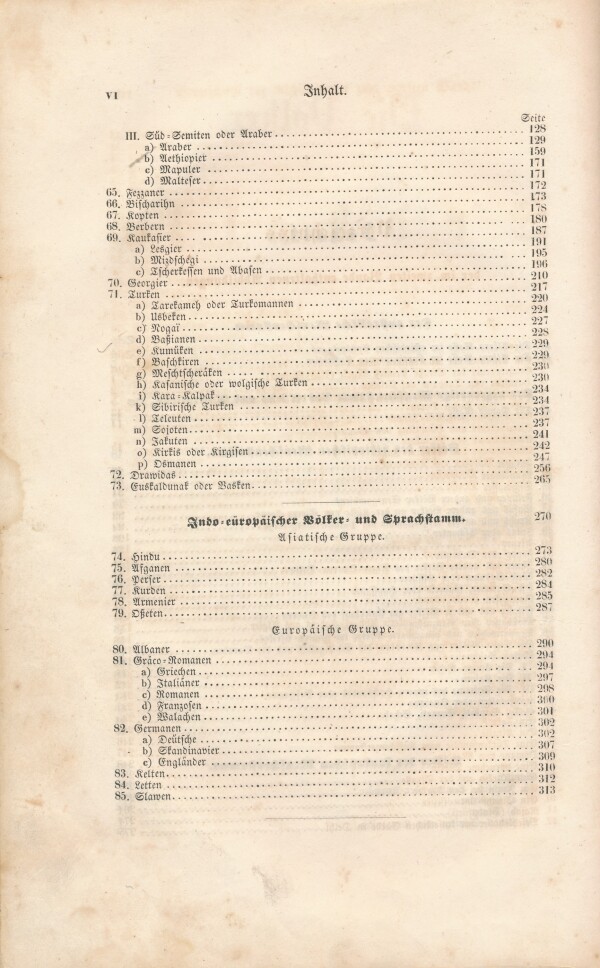 VI
Inhalt.
Seite
III. Süd-Semiten oder Araber 128
a) Araber 129
b) Aethiopier 159
c) Mapuler 171
d) Malteser 171
65. Fezzaner 172
66. Bischarihn 173
67. Kopten 178
68. Berbern 180
69. Kaukasier 187
a) Lesgier 191
b) Mizdschegi 195
c) Tscherkessen und Abasen 196
70. Georgier 210
71. Turken 217
a) Tarekameh oder Turkomannen 220
b) Usbeken 224
c) Nogaï 227
d) Baßianen 228
e) Kumüken 229
f) Baschkiren 229
g) Meschtscheräken 230
h) Kasanische oder wolgische Turken 230
i) Kara-Kalpak 234
k) Sibirische Turken 234
l) Teleuten 237
m) Sojoten 237
n) Jakuten 241
o) Kirkis oder Kirgisen 242
p) Osmanen 247
72. Drawidas 256
73. Euskaldunak oder Basken 265
Indo-eüropäischer Völker- und Sprachstamm. 270
Asiatische Gruppe.
74. Hindu 273
75. Afganen 280
76. Perser 282
77. Kurden 284
78. Armenier 285
79. Oßeten 287
Europäische Gruppe.
80. Albaner 290
81. Gräco-Romanen 294
a) Griechen 294
b) Italiäner 297
c) Romanen 298
d) Franzosen 300
e) Walachen 301
82. Germanen 302
a) Deütsche 302
b) Skandinavier 307
c) Engländer 309
83. Kelten 310
84. Letten 312
85. Slawen 313